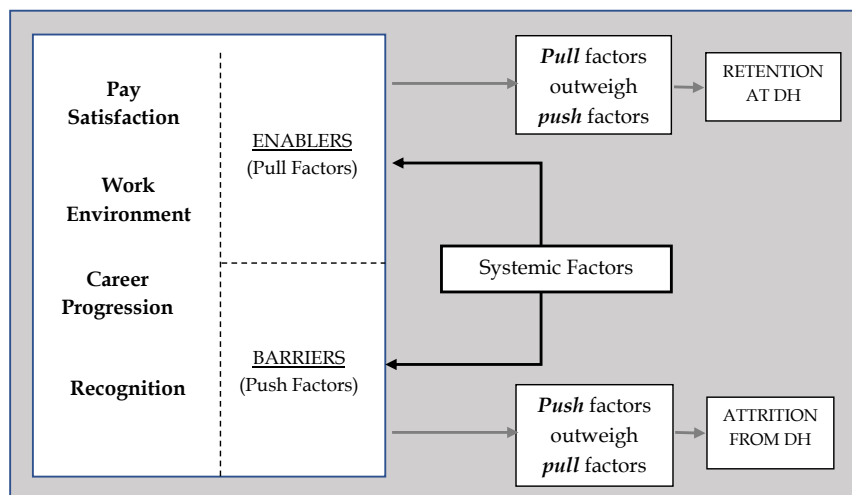 Pay
Satisfaction
Work
Environment
Career
Progression
Recognition
ENABLERS
(Pull Factors)
BARRIERS
(Push Factors)
Pull factors
outweigh
push factors
RETENTION
AT DH
Systemic Factors
Push factors
outweigh
pull factors
ATTRITION
FROM DH